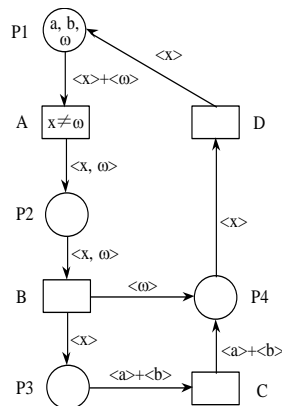 P1
a, b,
ω
<x>
<x>+<ω>
A
x≠ω
D
<x, ω>
P2
<x, ω>
<x>
B
<ω>
P4
<x>
<a>+<b>
P3
<a>+<b>
C